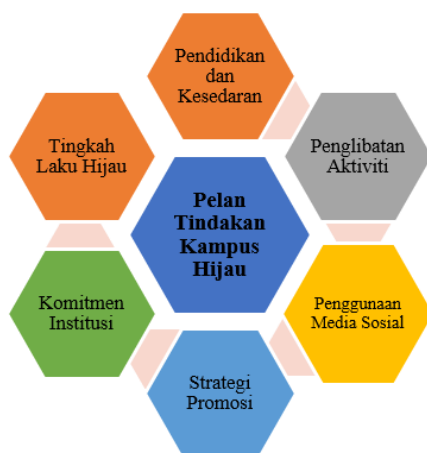 Pendidikan
dan
Kesedaran
Tingkah
Laku Hijau
Penglibatan
Aktiviti
Pelan
Tindakan
Kampus
Hijau
Komitmen
Institusi
Penggunaan
Media Sosial
Strategi
Promosi